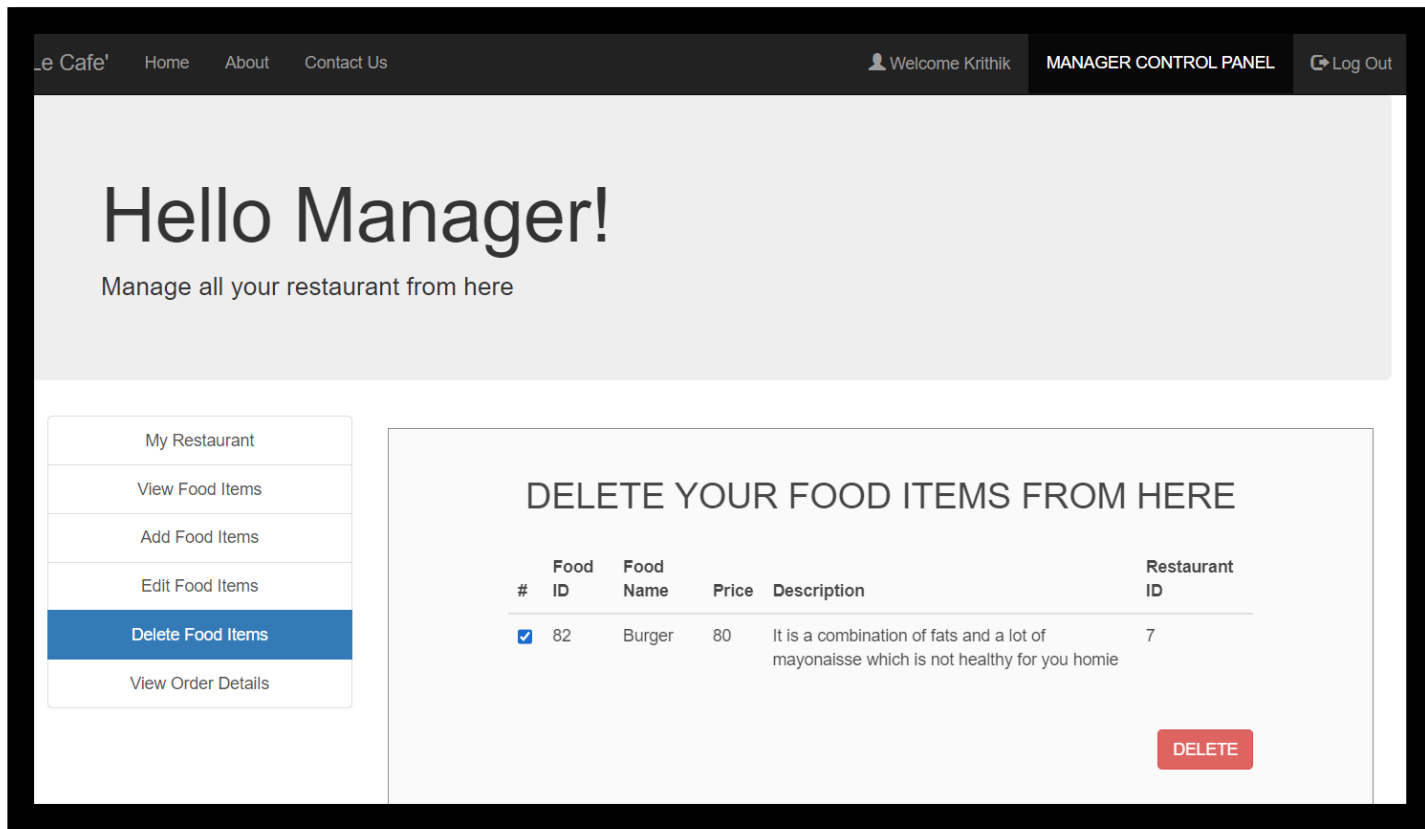 Le Cafe' Home About Contact Us Welcome Krithik MANAGER CONTROL PANEL Log Out
Hello Manager!
Manage all your restaurant from here
My Restaurant
View Food Items
Add Food Items
Edit Food Items
Delete Food Items
View Order Details
DELETE YOUR FOOD ITEMS FROM HERE
# Food ID Food Name Price Description Restaurant ID
82 Burger 80 It is a combination of fats and a lot of 7
mayonaisse which is not healthy for you homie
DELETE